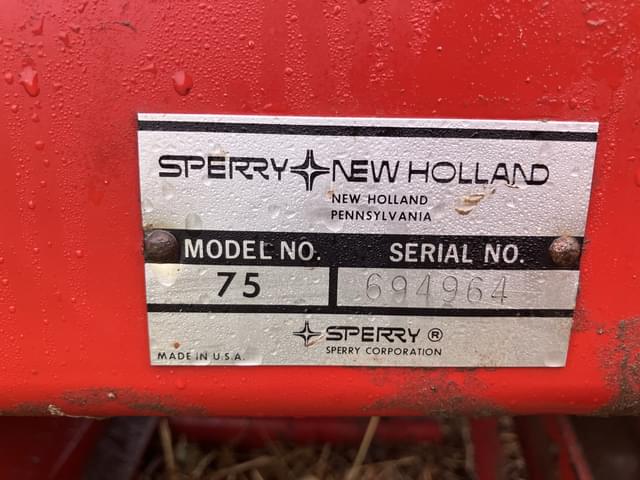 SPERRY NEW HOLLAND
NEW HOLLAND
PENNSYLVANIA
MODEL NO. SERIAL NO.
75 694964
SPERRY ®
SPERRY CORPORATION
MADE IN U.S.A.